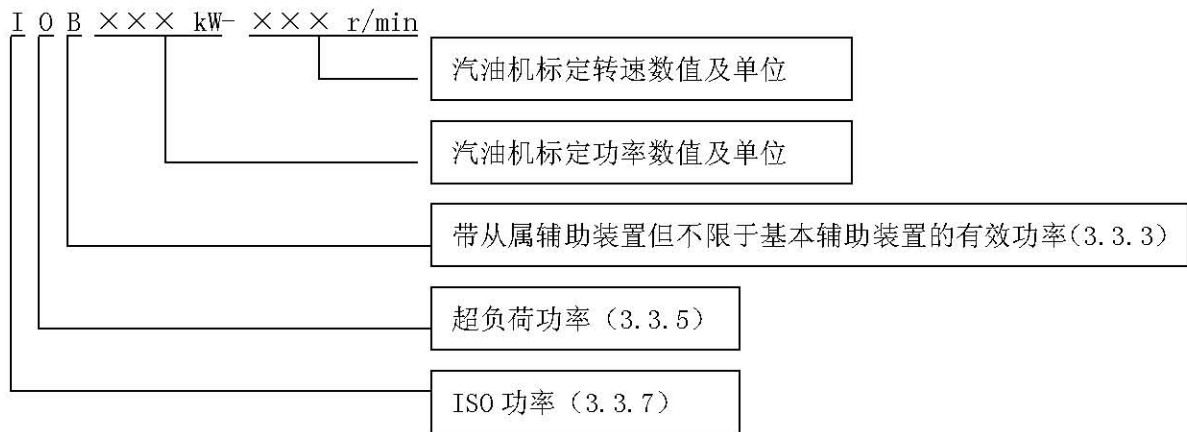 I O B ××× kW- ××× r/min
汽油机标定转速数值及单位
汽油机标定功率数值及单位
带从属辅助装置但不限于基本辅助装置的有效功率(3.3.3)
超负荷功率（3.3.5）
ISO 功率（3.3.7）